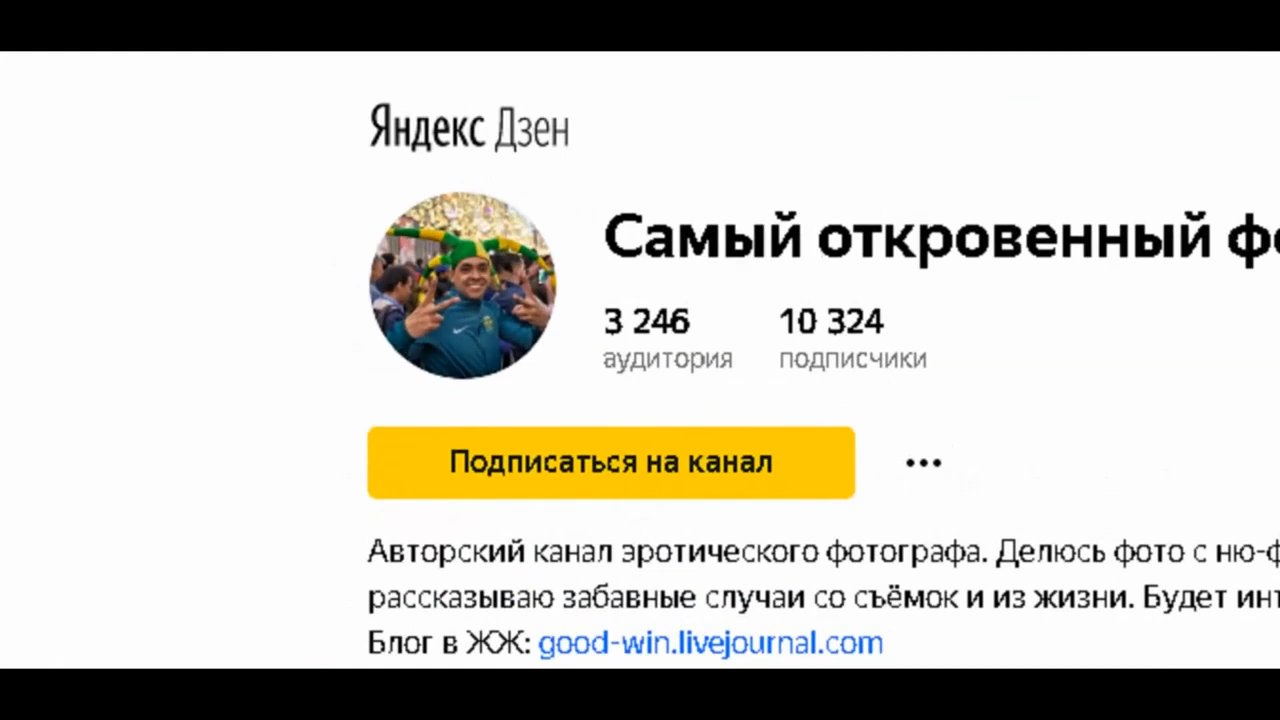 Яндекс Дзен
Самый откровенный
3 246
10 324
аудитория
подписчики
Подписаться на канал
Авторский канал эротического фотографа. Делюсь фото с
рассказываю забавные случаи со съёмок и из жизни. Будет
Блог в ЖЖ: good-win.livejournal.com